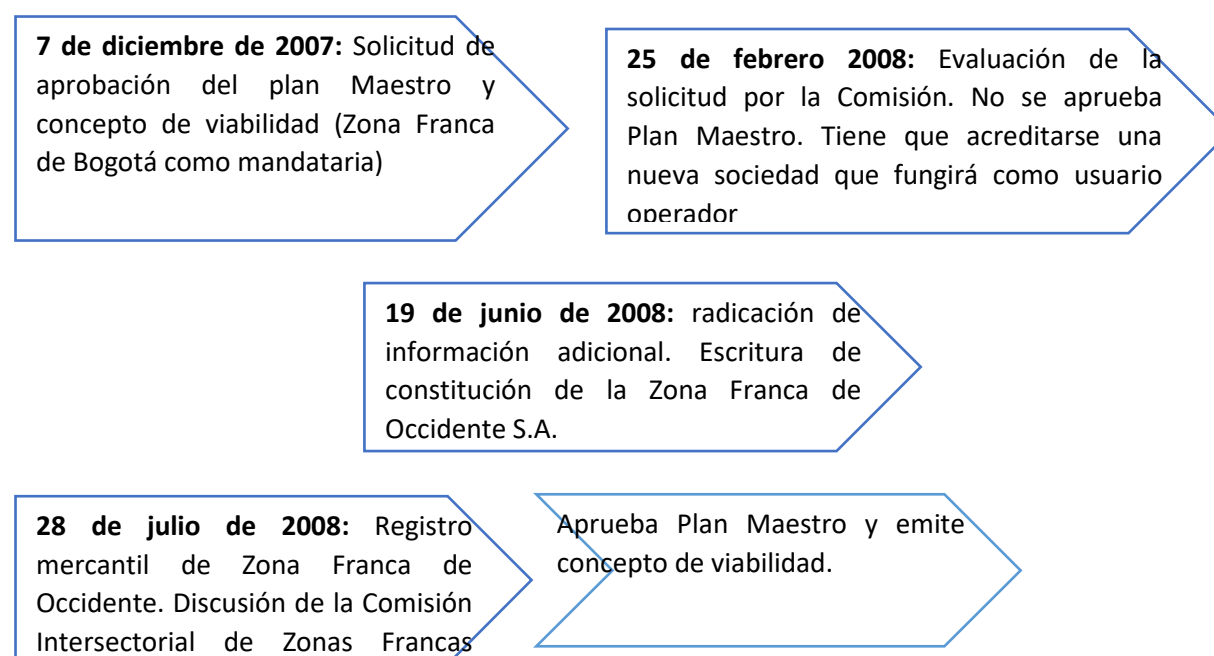 7 de diciembre de 2007: Solicitud de
aprobación del plan Maestro y
concepto de viabilidad (Zona Franca
de Bogotá como mandataria)
25 de febrero 2008: Evaluación de la
solicitud por la Comisión. No se aprueba
Plan Maestro. Tiene que acreditarse una
nueva sociedad que fungirá como usuario
operador
19 de junio de 2008: radicación de
información adicional. Escritura de
constitución de la Zona Franca de
Occidente S.A.
28 de julio de 2008: Registro
mercantil de Zona Franca de
Occidente. Discusión de la Comisión
Intersectorial de Zonas Francas
Aprueba Plan Maestro y emite
concepto de viabilidad.